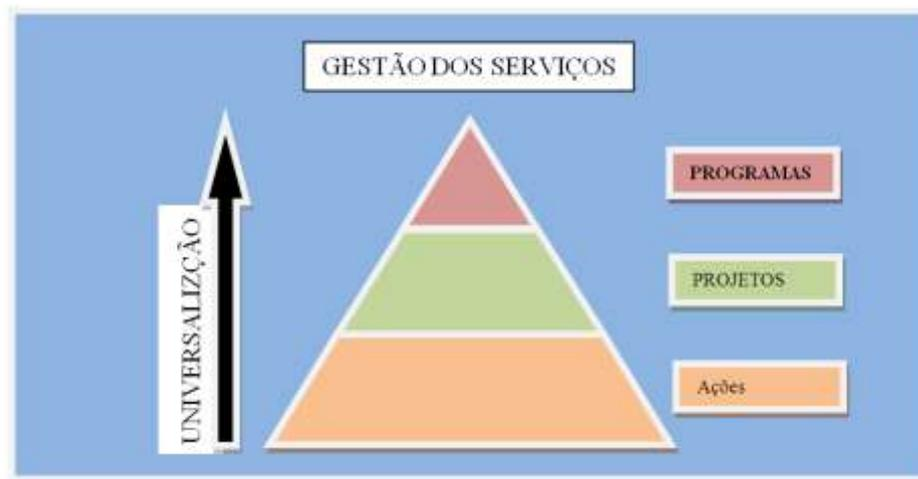 GESTÃO DOS SERVIÇOS
UNIVERSALIZÇÃO
PROGRAMAS
PROJETOS
Ações